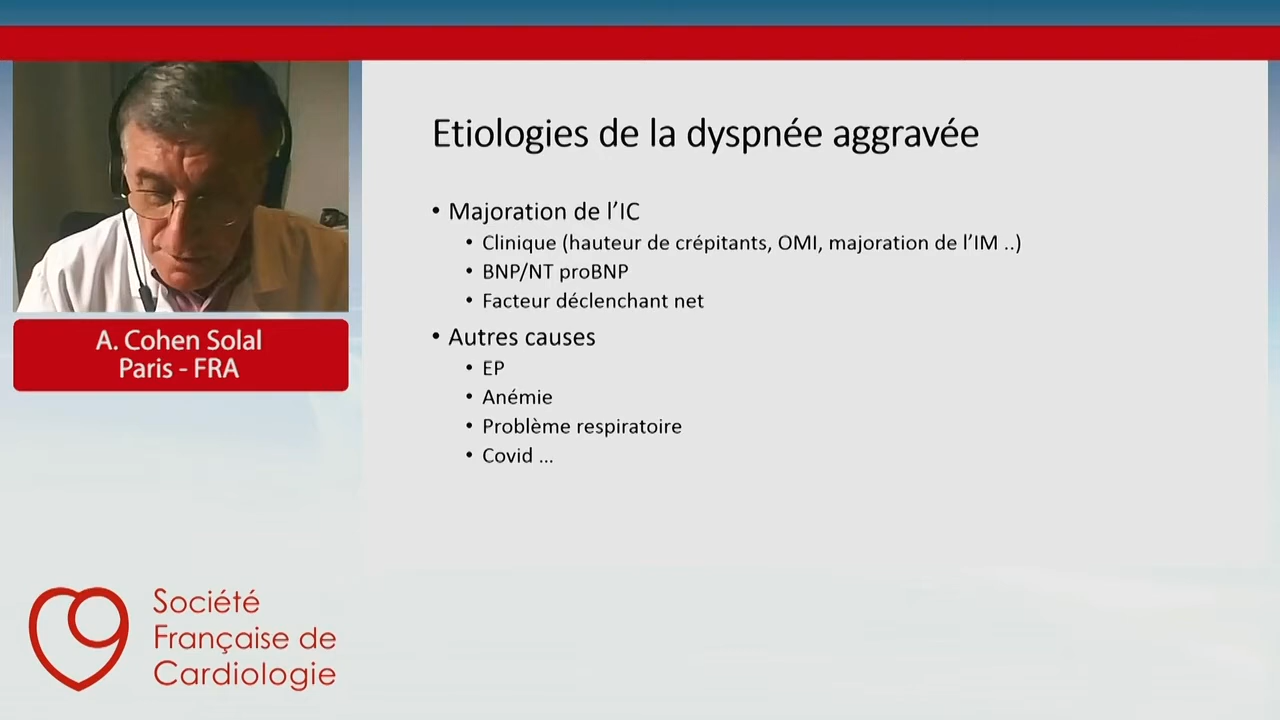 Etiologies de la dyspnée aggravée
• Majoration de l’IC
• Clinique (hauteur de crépitants, OMI, majoration de l’IM ..)
• BNP/NT proBNP
• Facteur déclenchant net
• Autres causes
• EP
• Anémie
• Problème respiratoire
• Covid ...
A. Cohen Solal
Paris - FRA
Société
Française de
Cardiologie